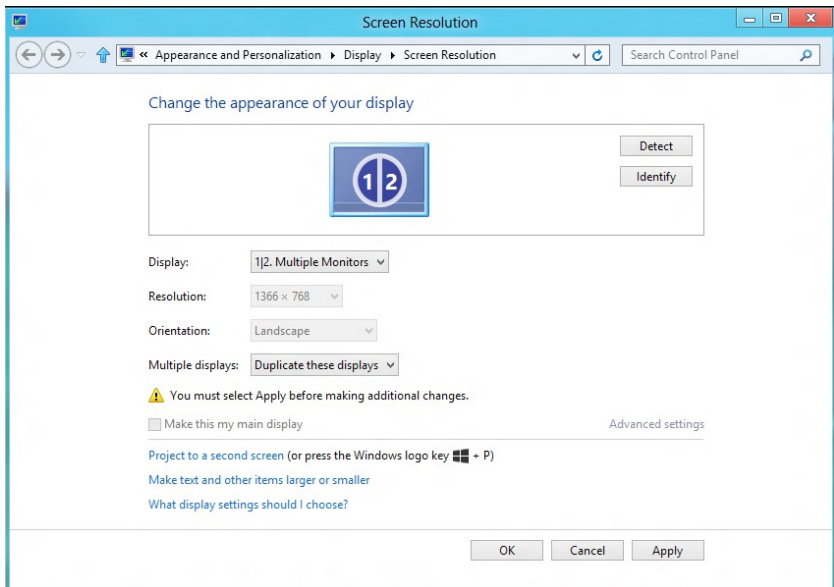 Screen Resolution
« Appearance and Personalization Display Screen Resolution Search Control Panel
Change the appearance of your display
1 2
Detect
Identify
Display: 1|2. Multiple Monitors
Resolution: 1366 × 768
Orientation: Landscape
Multiple displays: Duplicate these displays
You must select Apply before making additional changes.
Make this my main display Advanced settings
Project to a second screen (or press the Windows logo key + P)
Make text and other items larger or smaller
What display settings should I choose?
OK Cancel Apply